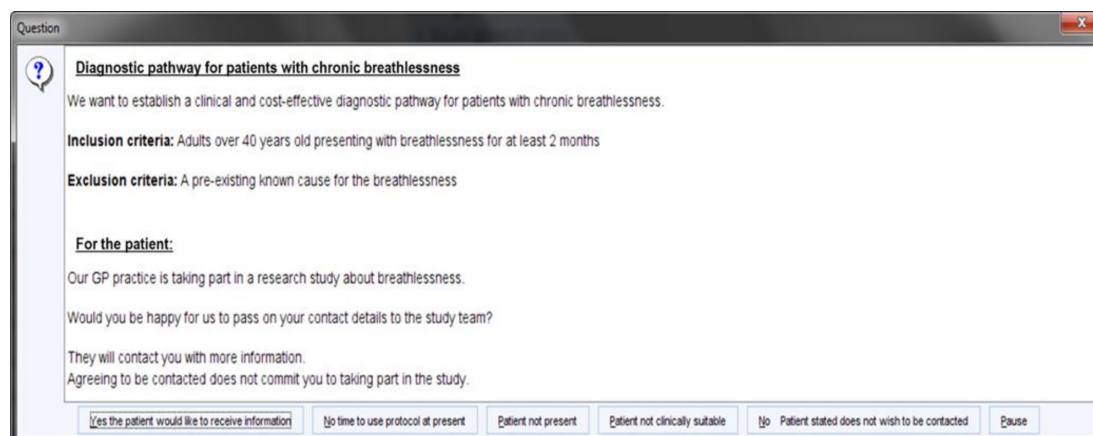 Question
X
?
Diagnostic pathway for patients with chronic breathlessness
We want to establish a clinical and cost-effective diagnostic pathway for patients with chronic breathlessness.
Inclusion criteria: Adults over 40 years old presenting with breathlessness for at least 2 months
Exclusion criteria: A pre-existing known cause for the breathlessness
For the patient:
Our GP practice is taking part in a research study about breathlessness.
Would you be happy for us to pass on your contact details to the study team?
They will contact you with more information.
Agreeing to be contacted does not commit you to taking part in the study.
Yes the patient would like to receive information No time to use protocol at present Patient not present Patient not clinically suitable No Patient stated does not wish to be contacted Pause